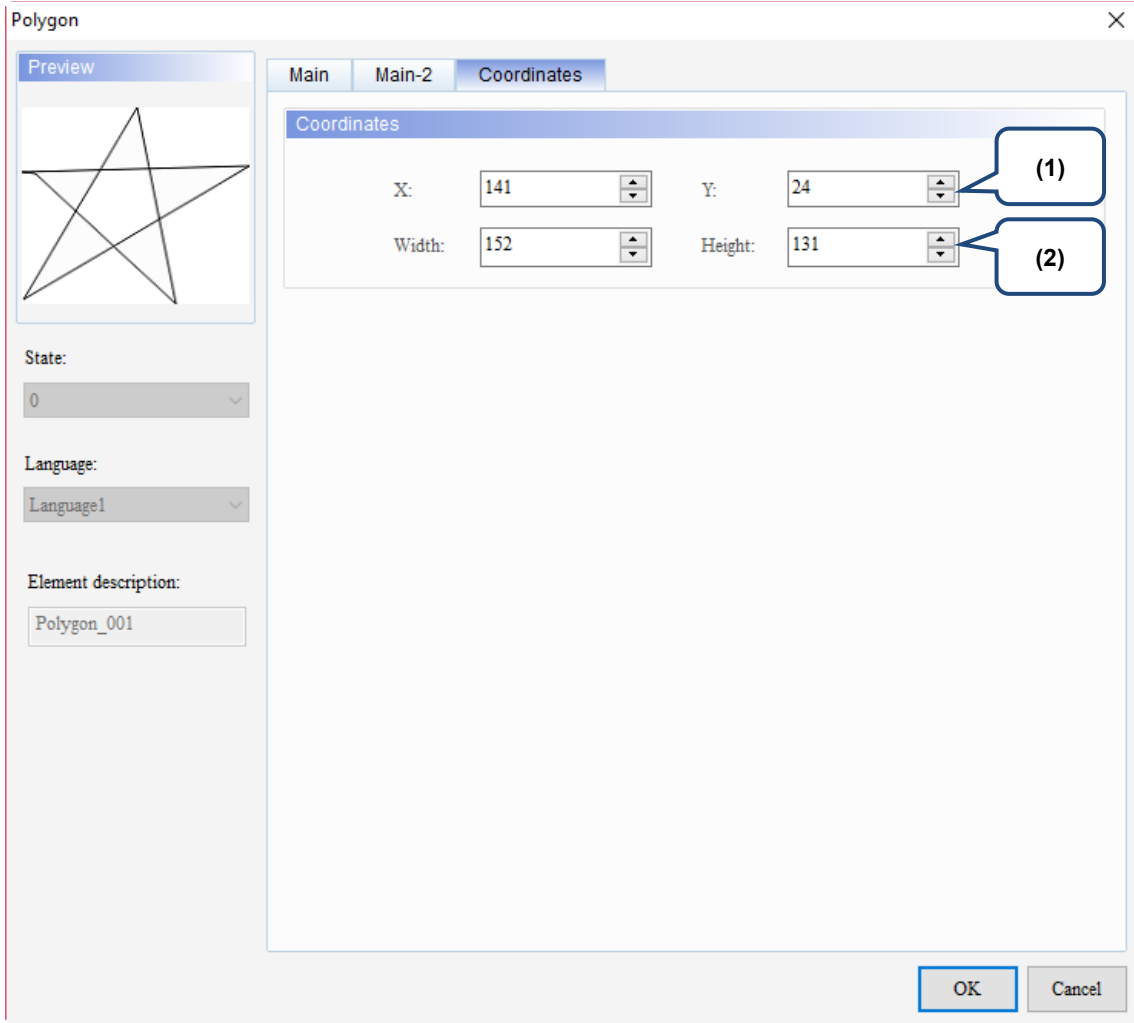 Polygon
Preview
Main Main-2 Coordinates
Coordinates
X: 141 Y: 24 (1)
Width: 152 Height: 131 (2)
State:
0
Language:
Language1
Element description:
Polygon_001
OK Cancel